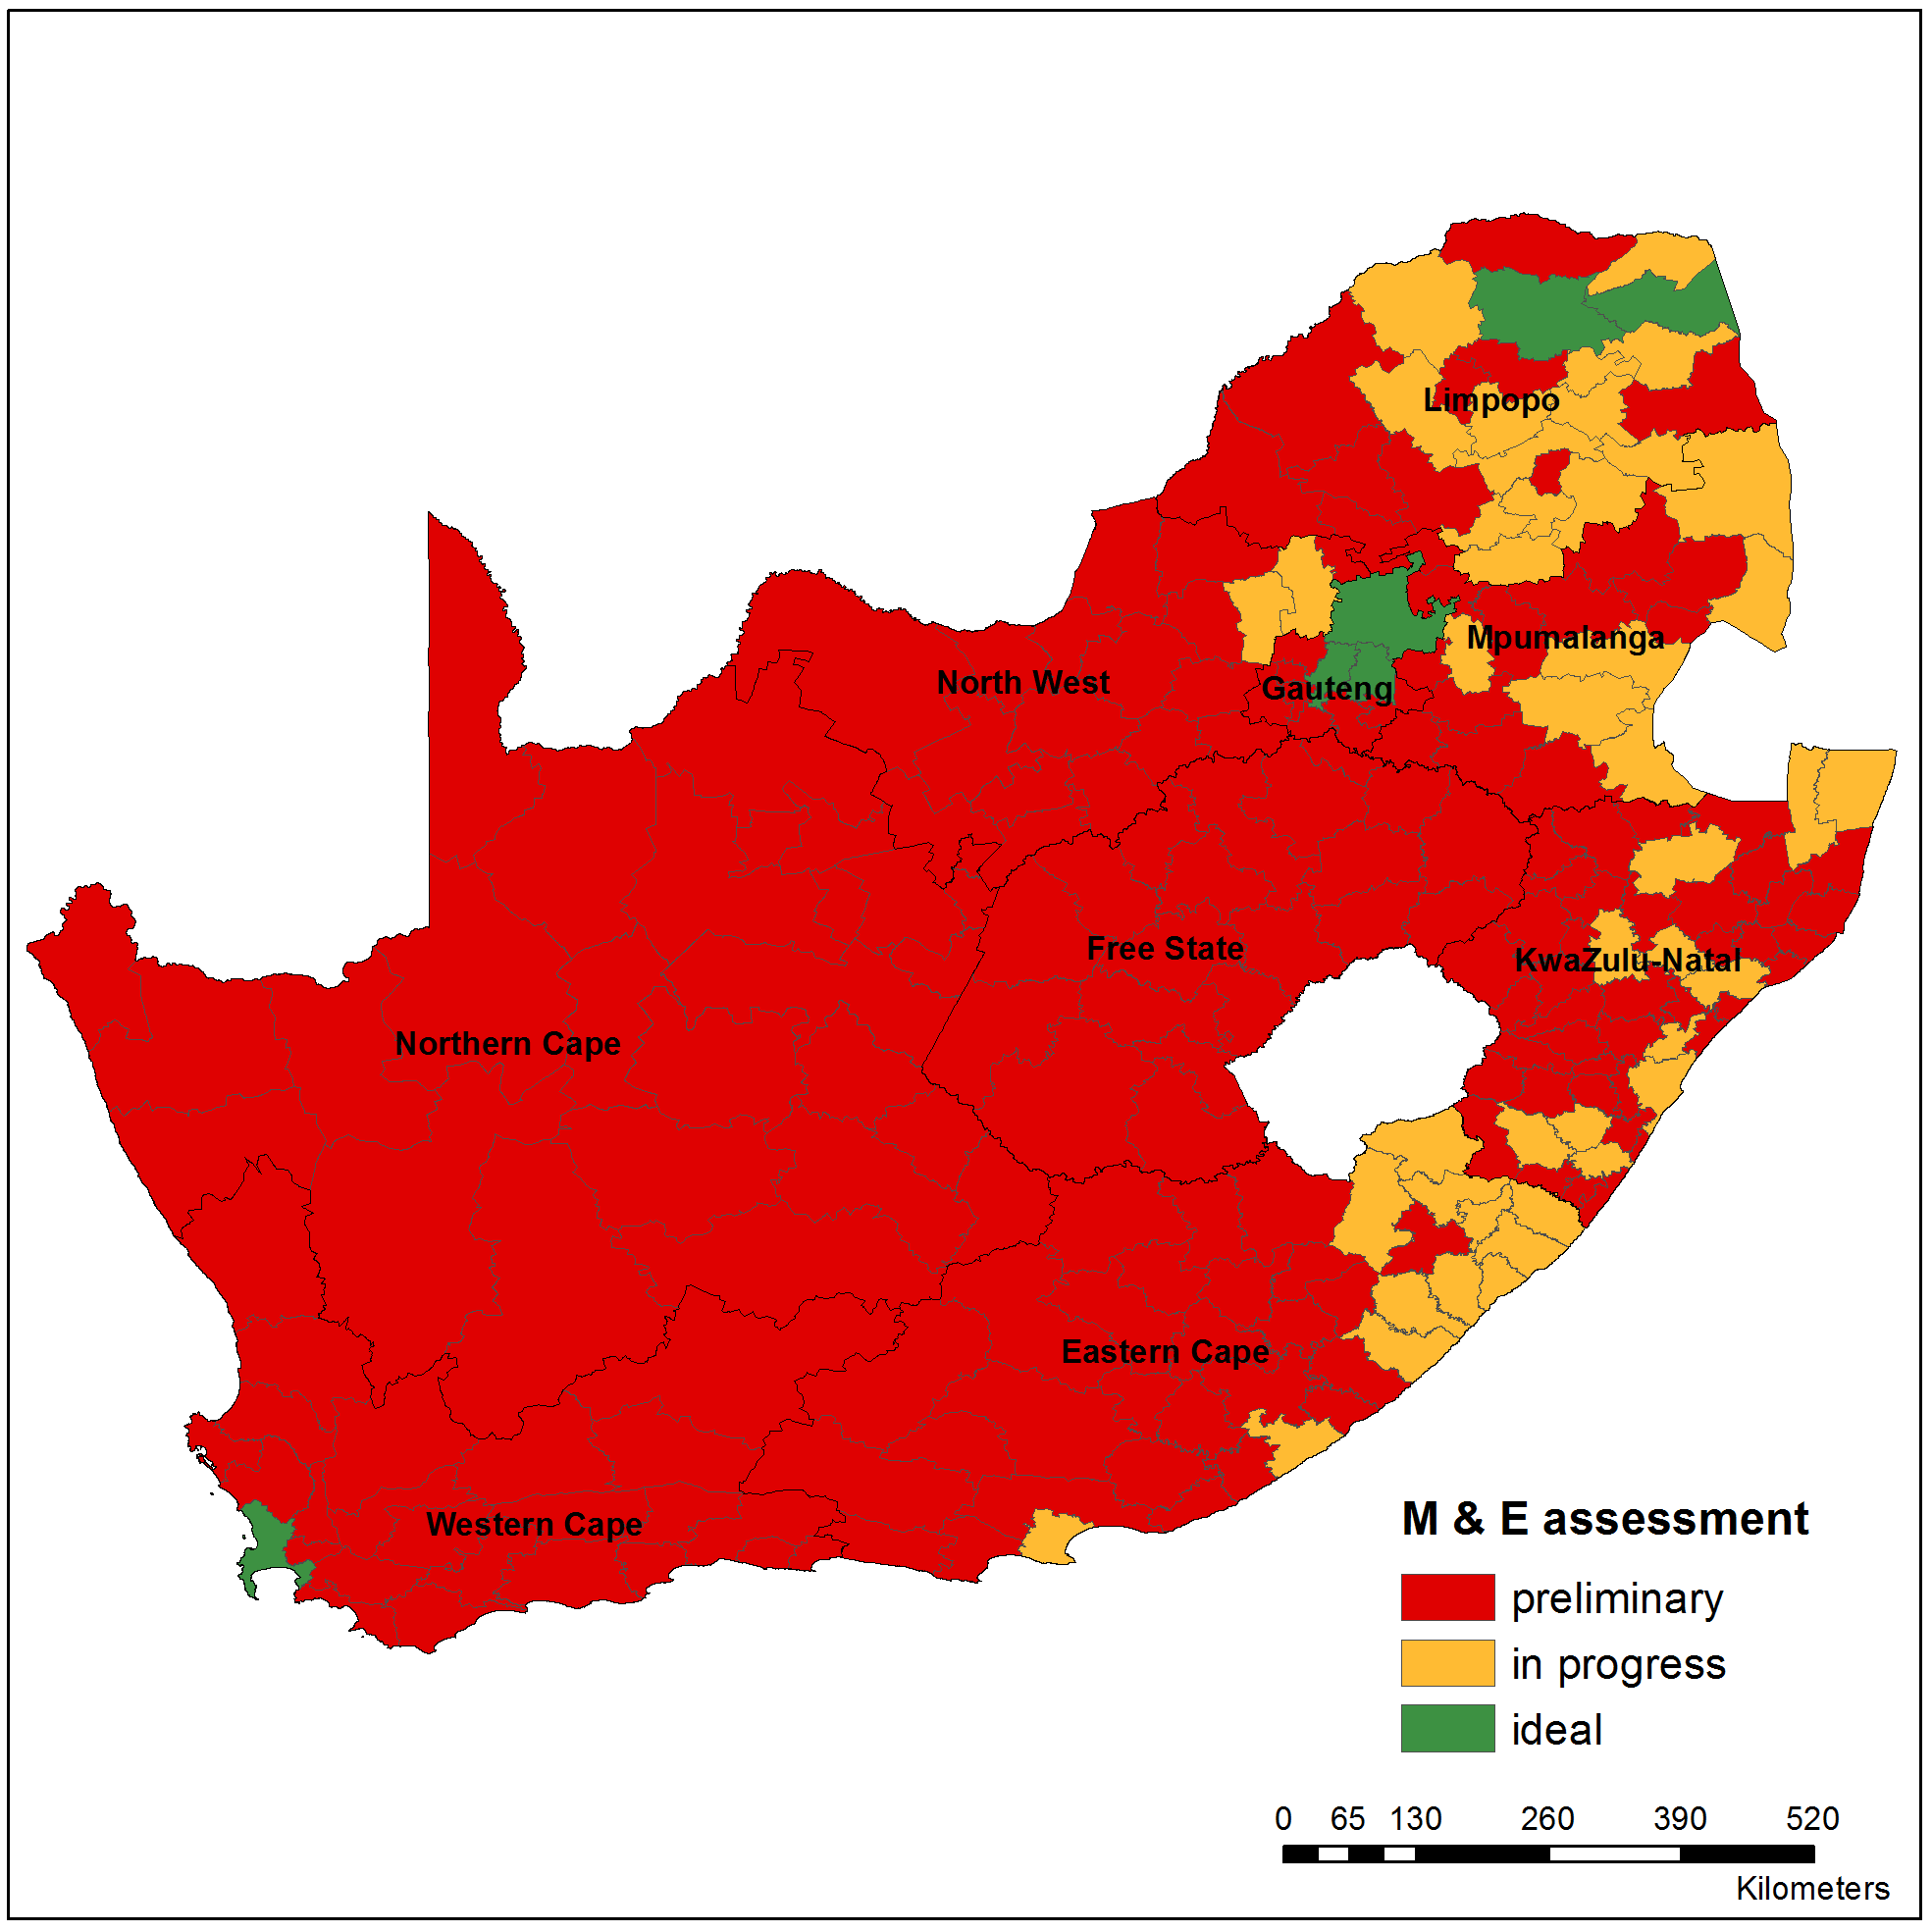 Limpopo
Mpumalanga
North West
Gauteng
Free State
KwaZulu-Natal
Northern Cape
Eastern Cape
Western Cape
M & E assessment
preliminary
in progress
ideal
0 65 130 260 390 520
Kilometers